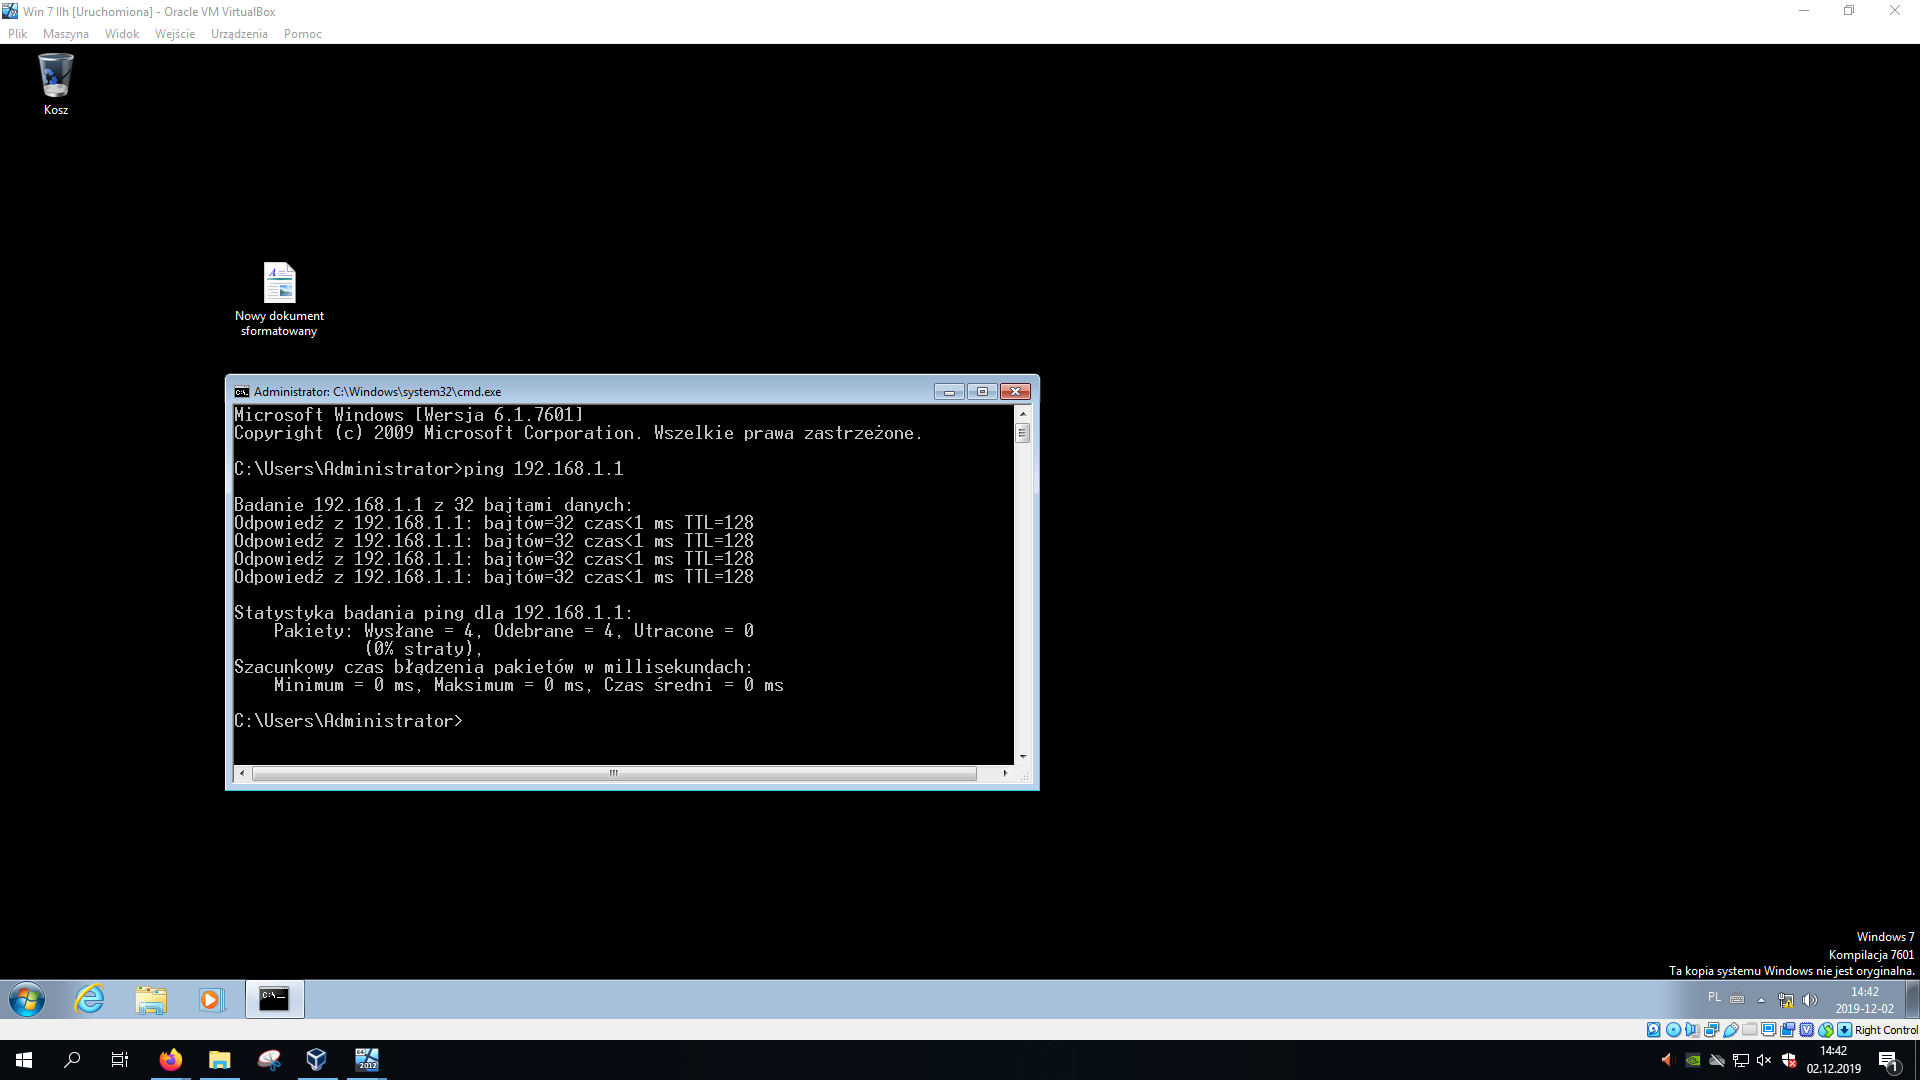 Win 7 llh [Uruchomiona] - Oracle VM VirtualBox
Plik Maszyna Widok Wejście Urządzenia Pomoc
Kosz
Nowy dokument
sformatowany
Administrator: C:\Windows\system32\cmd.exe
Microsoft Windows [Wersja 6.1.7601]
Copyright (c) 2009 Microsoft Corporation. Wszelkie prawa zastrzeżone.
C:\Users\Administrator>ping 192.168.1.1
Badanie 192.168.1.1 z 32 bajtami danych:
Odpowiedź z 192.168.1.1: bajtów=32 czas<1 ms TTL=128
Odpowiedź z 192.168.1.1: bajtów=32 czas<1 ms TTL=128
Odpowiedź z 192.168.1.1: bajtów=32 czas<1 ms TTL=128
Odpowiedź z 192.168.1.1: bajtów=32 czas<1 ms TTL=128
Statystyka badania ping dla 192.168.1.1:
Pakiety: Wysłane = 4, Odebrane = 4, Utracone = 0
(0% straty),
Szacunkowy czas błądzenia pakietów w millisekundach:
Minimum = 0 ms, Maksimum = 0 ms, Czas średni = 0 ms
C:\Users\Administrator>
Windows 7
Kompilacja 7601
Ta kopia systemu Windows nie jest oryginalna.
PL
14:42
2019-12-02
Right Control
2012
14:42
02.12.2019
1